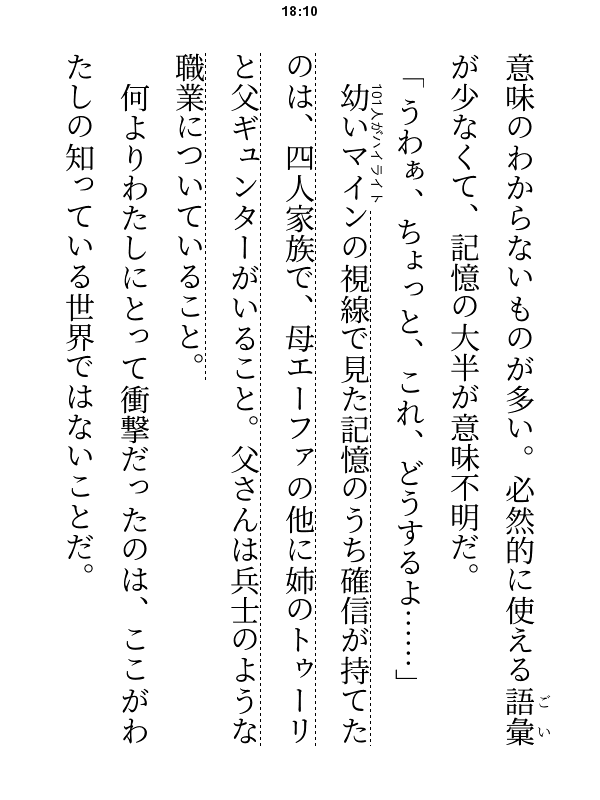 18:10
意味のわからないものが多い。必然的に使える語彙
ごい
が少なくて、記憶の大半が意味不明だ。
「うわぁ、ちょっと、これ、どうするよ……」
101人がハイライト
幼いマインの視線で見た記憶のうち確信が持てた
のは、四人家族で、母エーファの他に姉のトゥーリ
と父ギュンターがいること。父さんは兵士のような
職業についていること。
何よりわたしにとって衝撃だったのは、ここがわ
たしの知っている世界ではないことだ。